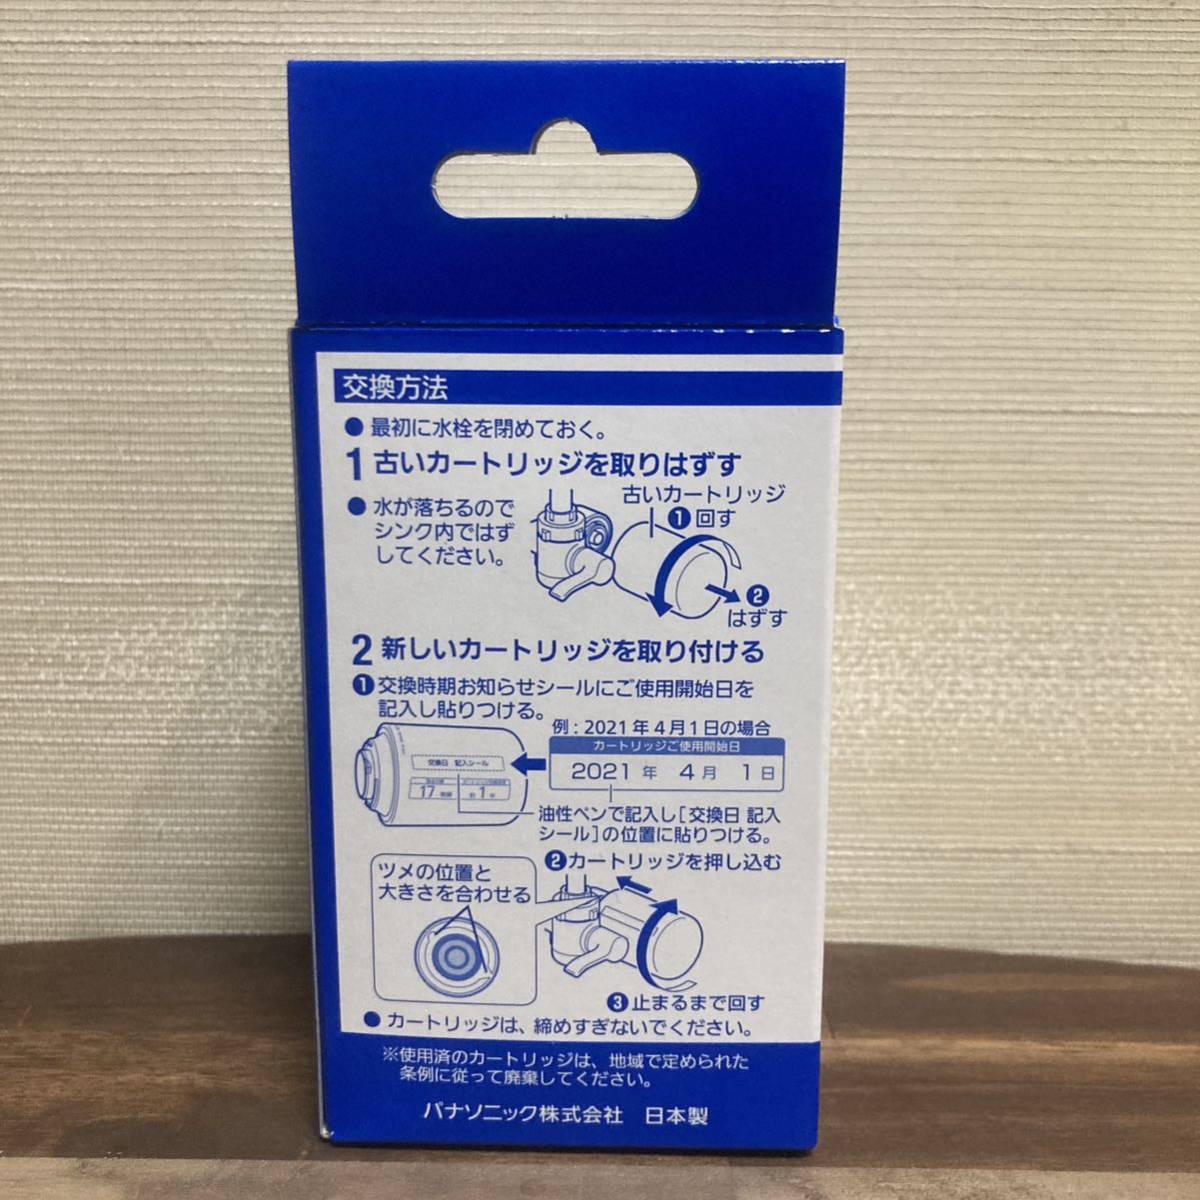 交換方法
● 最初に水栓を閉めておく。
1 古いカートリッジを取りはずす
● 水が落ちるので
シンク内ではず
してください。
古いカートリッジ
❶回す
❷
はずす
2 新しいカートリッジを取り付ける
❶交換時期お知らせシールにご使用開始日を
記入し貼りつける。
例:2021年4月1日の場合
カートリッジご使用開始日
2021 年 4 月 1 日
交換日 記入シール
17
約1年
油性ペンで記入し[交換日 記入
シール]の位置に貼りつける。
❷カートリッジを押し込む
ツメの位置と
大きさを合わせる
❸止まるまで回す
● カートリッジは、締めすぎないでください。
※使用済のカートリッジは、地域で定められた
条例に従って廃棄してください。
パナソニック株式会社 日本製